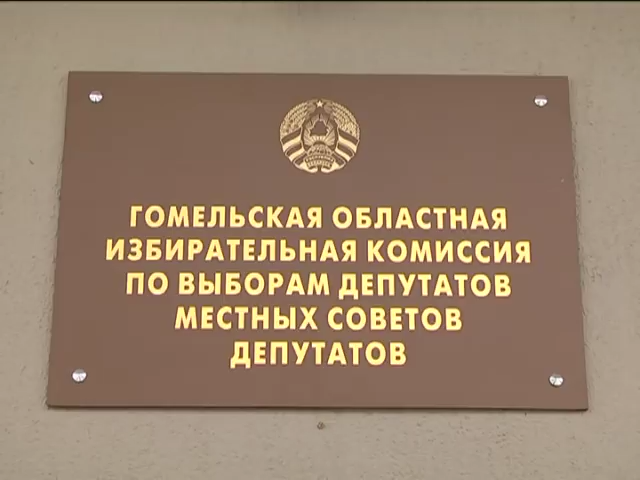 ГОМЕЛЬСКАЯ ОБЛАСТНАЯ
ИЗБИРАТЕЛЬНАЯ КОМИССИЯ
ПО ВЫБОРАМ ДЕПУТАТОВ
МЕСТНЫХ СОВЕТОВ
ДЕПУТАТОВ